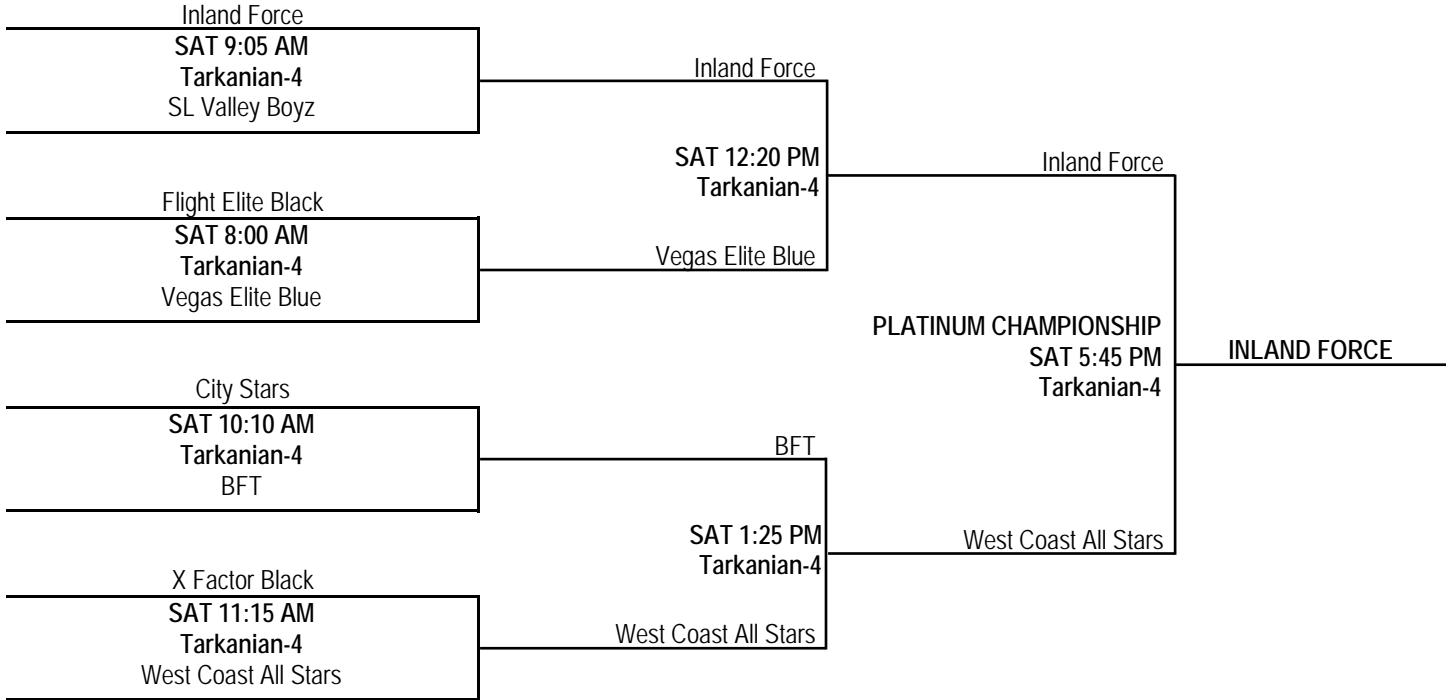 Inland Force
SAT 9:05 AM
Tarkanian-4
SL Valley Boyz
Flight Elite Black
SAT 8:00 AM
Tarkanian-4
Vegas Elite Blue
City Stars
SAT 10:10 AM
Tarkanian-4
BFT
X Factor Black
SAT 11:15 AM
Tarkanian-4
West Coast All Stars
Inland Force
SAT 12:20 PM
Tarkanian-4
Vegas Elite Blue
BFT
SAT 1:25 PM
Tarkanian-4
West Coast All Stars
Inland Force
PLATINUM CHAMPIONSHIP
SAT 5:45 PM
Tarkanian-4
West Coast All Stars
INLAND FORCE